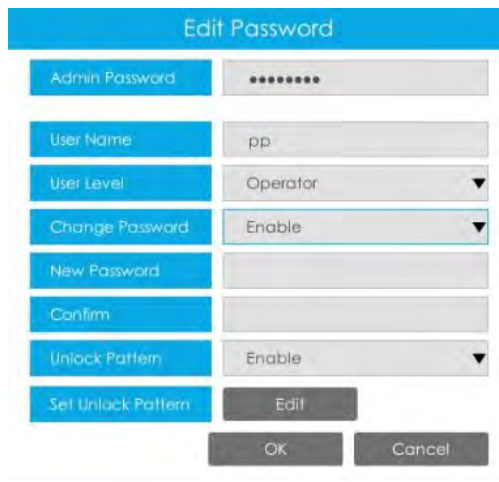 Edit Password
Admin Password ••••••••
User Name pp
User Level Operator
Change Password Enable
New Password
Confirm
Unlock Pattern Enable
Set Unlock Pattern Edit
OK Cancel